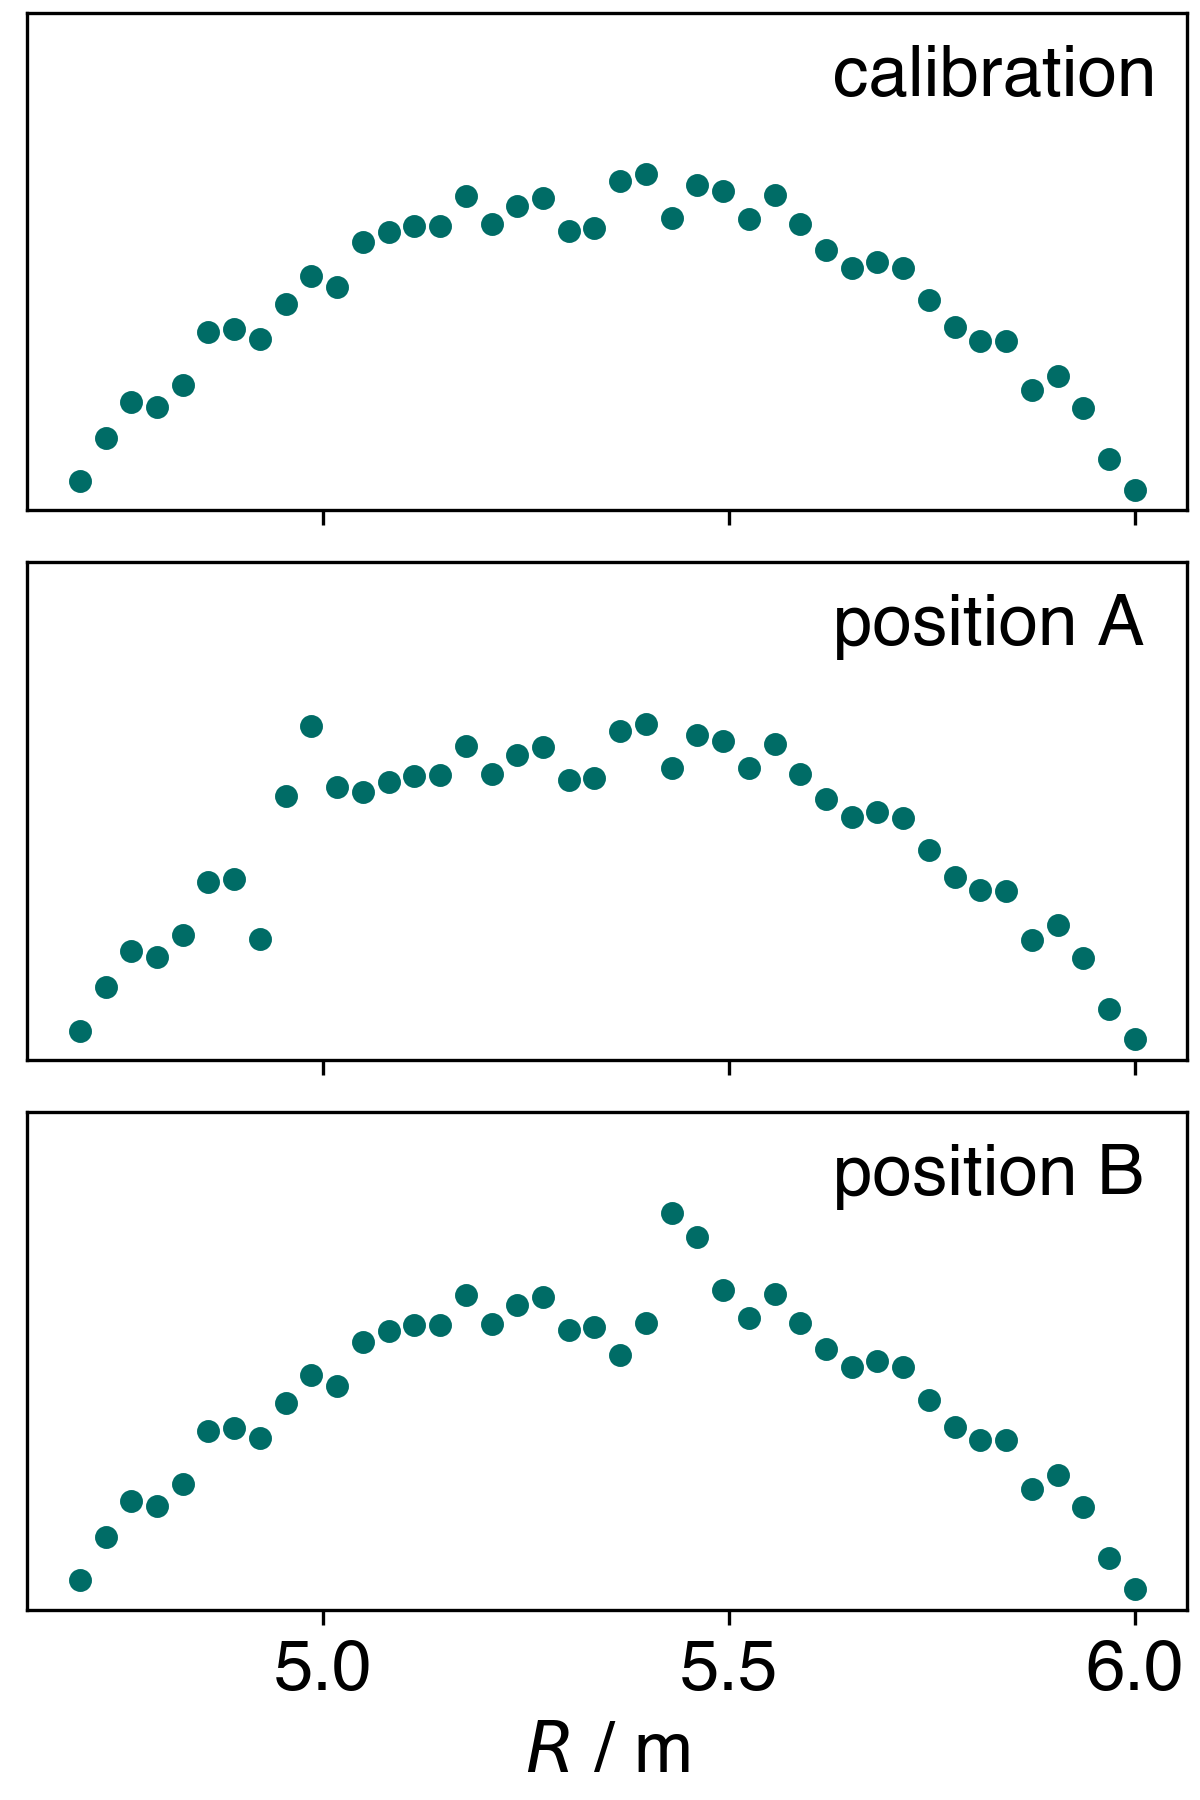 calibration
position A
position B
5.0 5.5 6.0
R / m